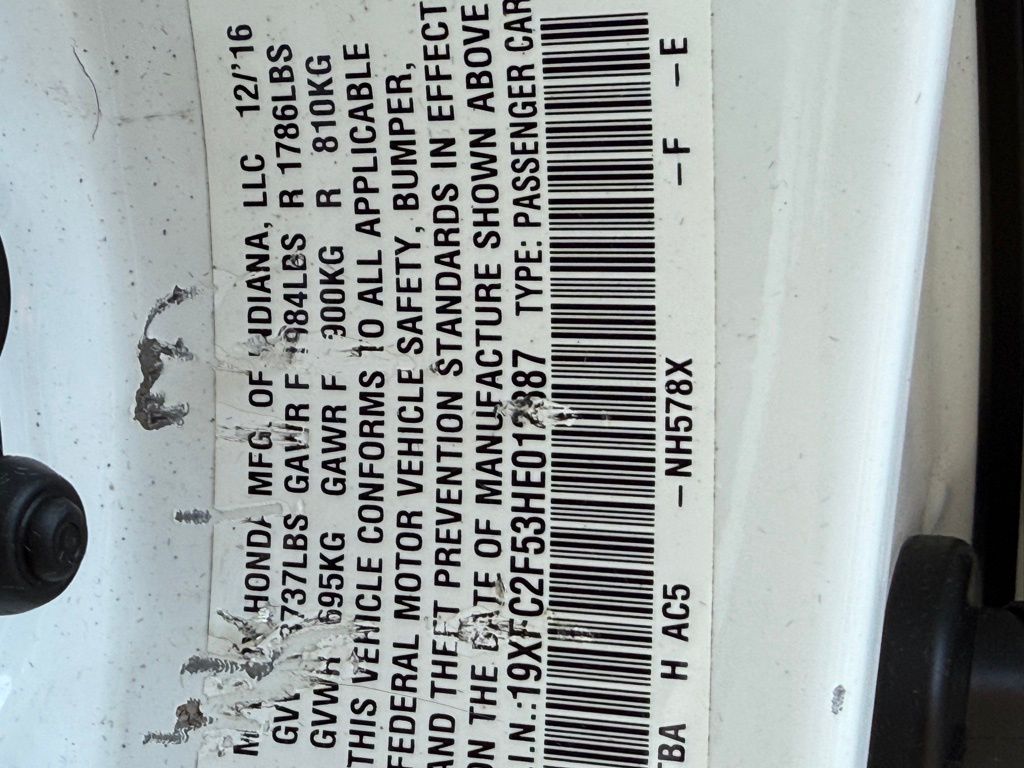 HONDA MFG. OF INDIANA, LLC 12/'16
GAWR F 1984LBS R 1786LBS
GVWR GAWR F 900KG R 810KG
THIS VEHICLE CONFORMS TO ALL APPLICABLE
FEDERAL MOTOR VEHICLE SAFETY, BUMPER,
AND THEFT PREVENTION STANDARDS IN EFFECT
ON THE DATE OF MANUFACTURE SHOWN ABOVE
.I.N.: TYPE: PASSENGER CAR
TBA H AC5 –NH578X –F –E